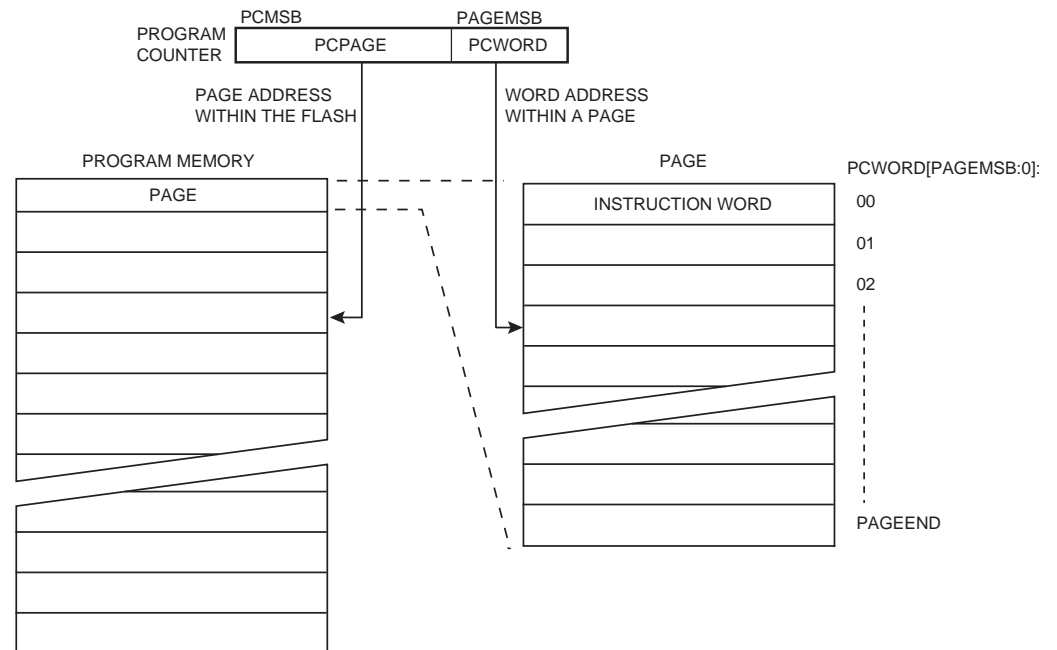 PCMSB PAGEMSB
PROGRAM
COUNTER
PCPAGE PCWORD
PAGE ADDRESS
WITHIN THE FLASH
WORD ADDRESS
WITHIN A PAGE
PROGRAM MEMORY
PAGE
PAGE
PCWORD[PAGEMSB:0]:
INSTRUCTION WORD
00
01
02
PAGEEND